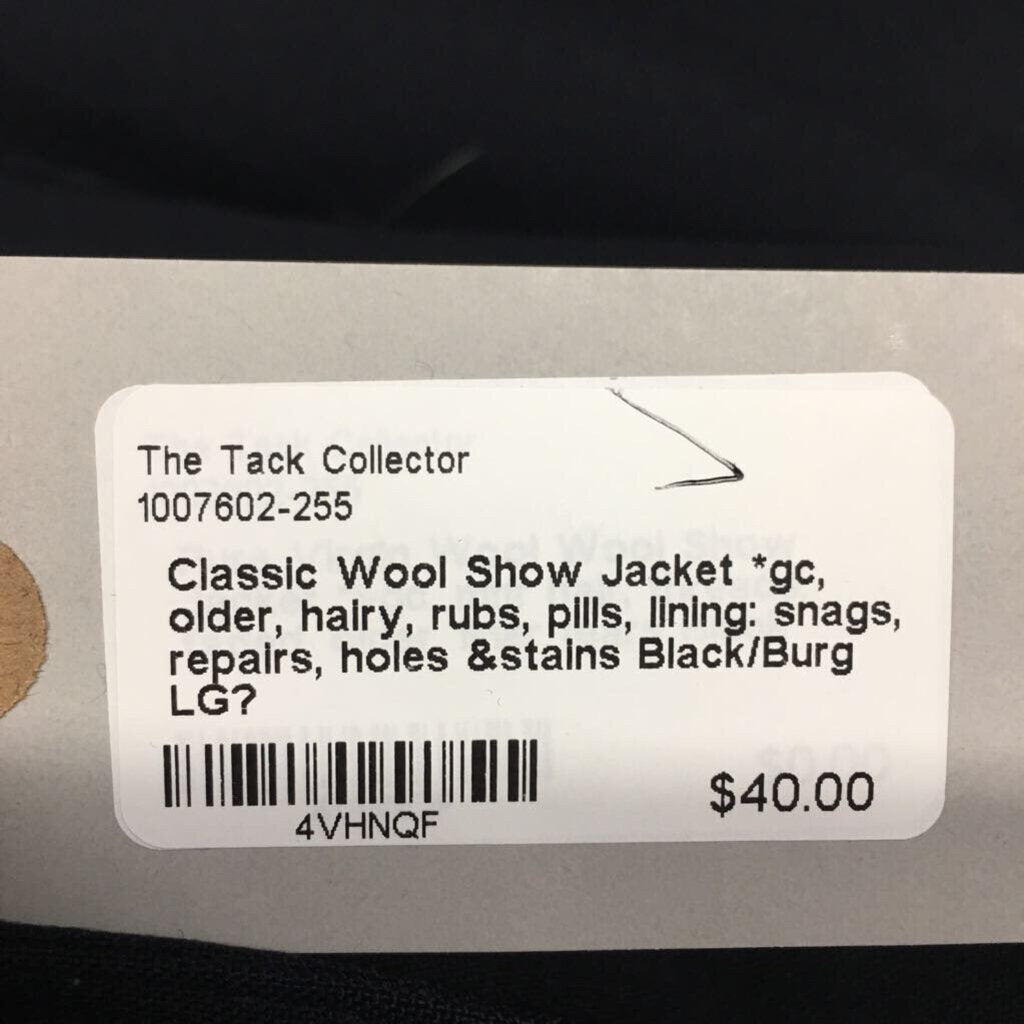 The Tack Collector
1007602-255
Classic Wool Show Jacket *gc,
older, hairy, rubs, pills, lining: snags,
repairs, holes &stains Black/Burg
LG?
4VHNQF
$40.00